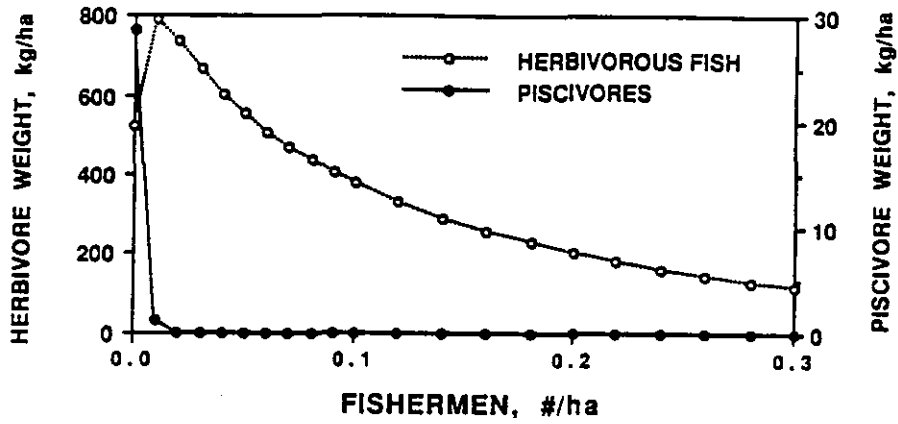 HERBIVORE WEIGHT, kg/ha
800
600
400
200
0
HERBIVOROUS FISH
PISCIVORES
30
20
10
0
PISCIVORE WEIGHT, kg/ha
0.0
0.1
0.2
0.3
FISHERMEN, #/ha